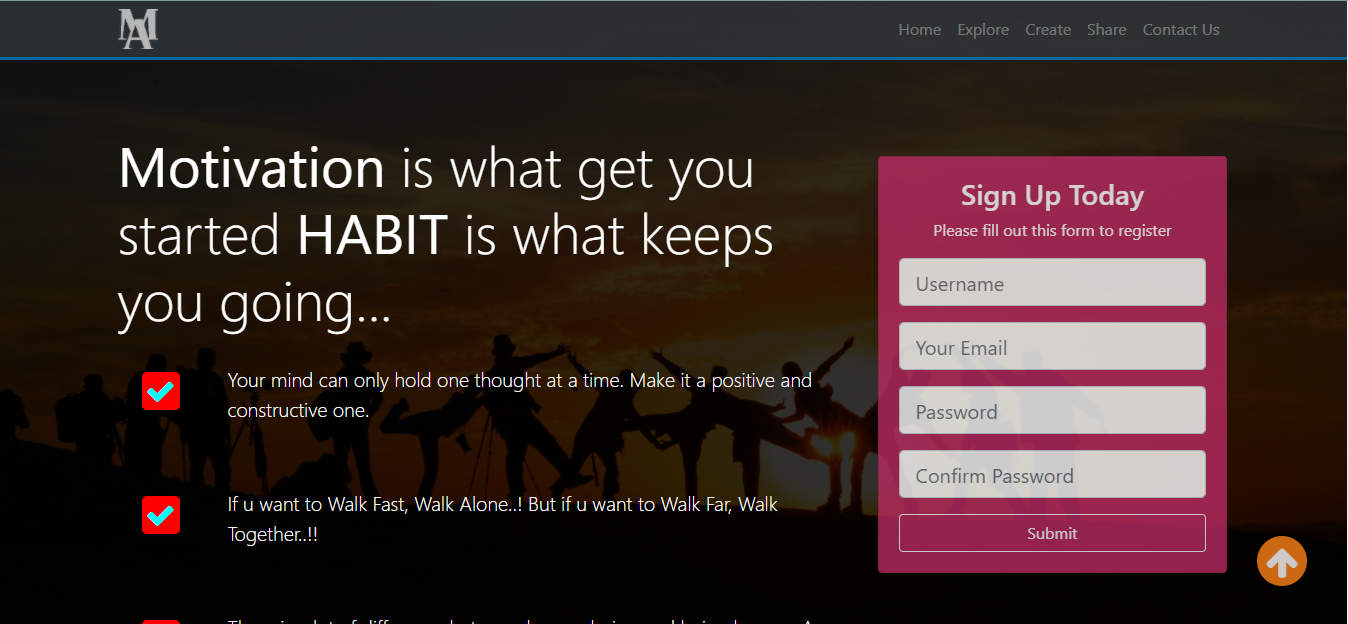 MA
Home Explore Create Share Contact Us
Motivation is what get you
started HABIT is what keeps
you going...
Your mind can only hold one thought at a time. Make it a positive and
constructive one.
If u want to Walk Fast, Walk Alone..! But if u want to Walk Far, Walk
Together..!!
Sign Up Today
Please fill out this form to register
Username
Your Email
Password
Confirm Password
Submit